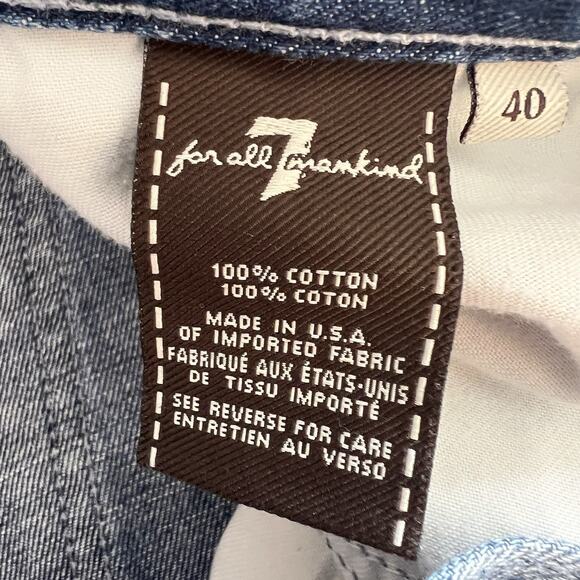 40
7
for all mankind
100% COTTON
100% COTON
MADE IN U.S.A.
OF IMPORTED FABRIC
FABRIQUÉ AUX ÉTATS-UNIS
DE TISSU IMPORTÉ
SEE REVERSE FOR CARE
ENTRETIEN AU VERSO